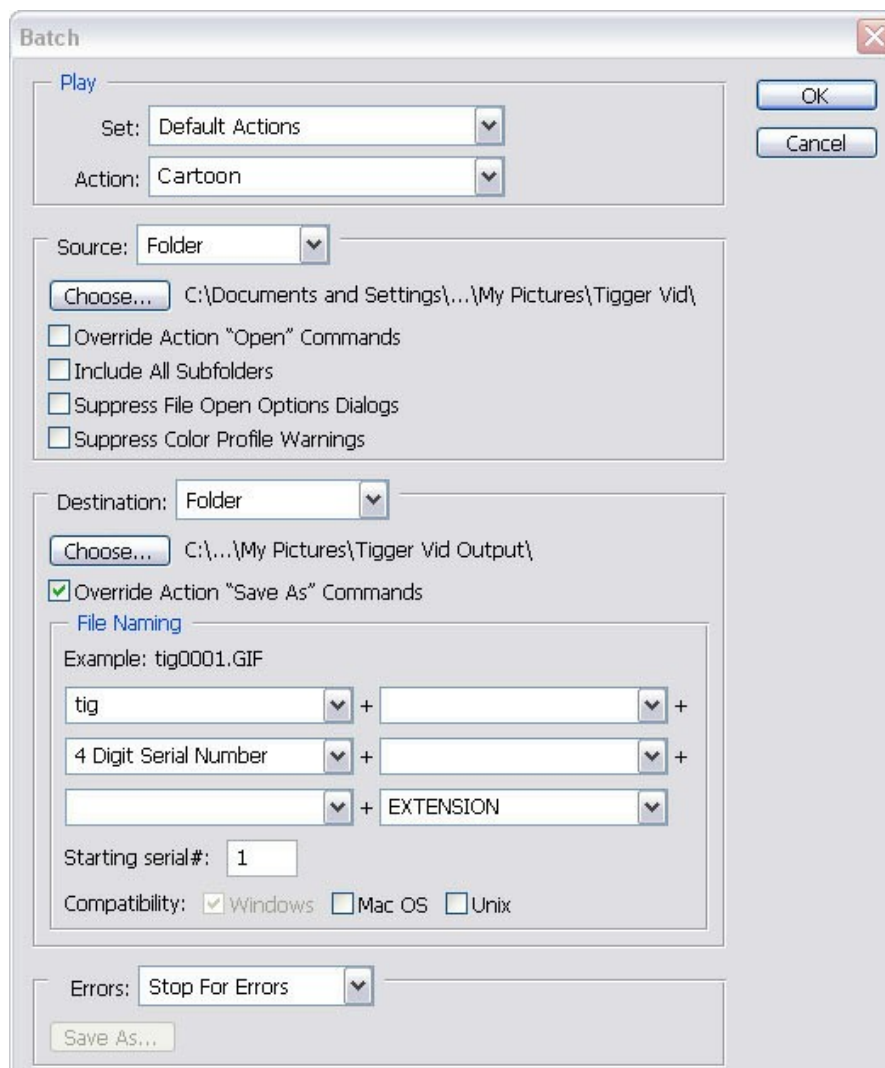 Batch
Play
OK
Set: Default Actions
Cancel
Action: Cartoon
Source: Folder
Choose... C:\Documents and Settings\...\My Pictures\Tigger Vid\
Override Action "Open" Commands
Include All Subfolders
Suppress File Open Options Dialogs
Suppress Color Profile Warnings
Destination: Folder
Choose... C:\...\My Pictures\Tigger Vid Output\
Override Action "Save As" Commands
File Naming
Example: tig0001.GIF
tig + +
4 Digit Serial Number + +
+ EXTENSION
Starting serial#: 1
Compatibility: Windows Mac OS Unix
Errors: Stop For Errors
Save As...